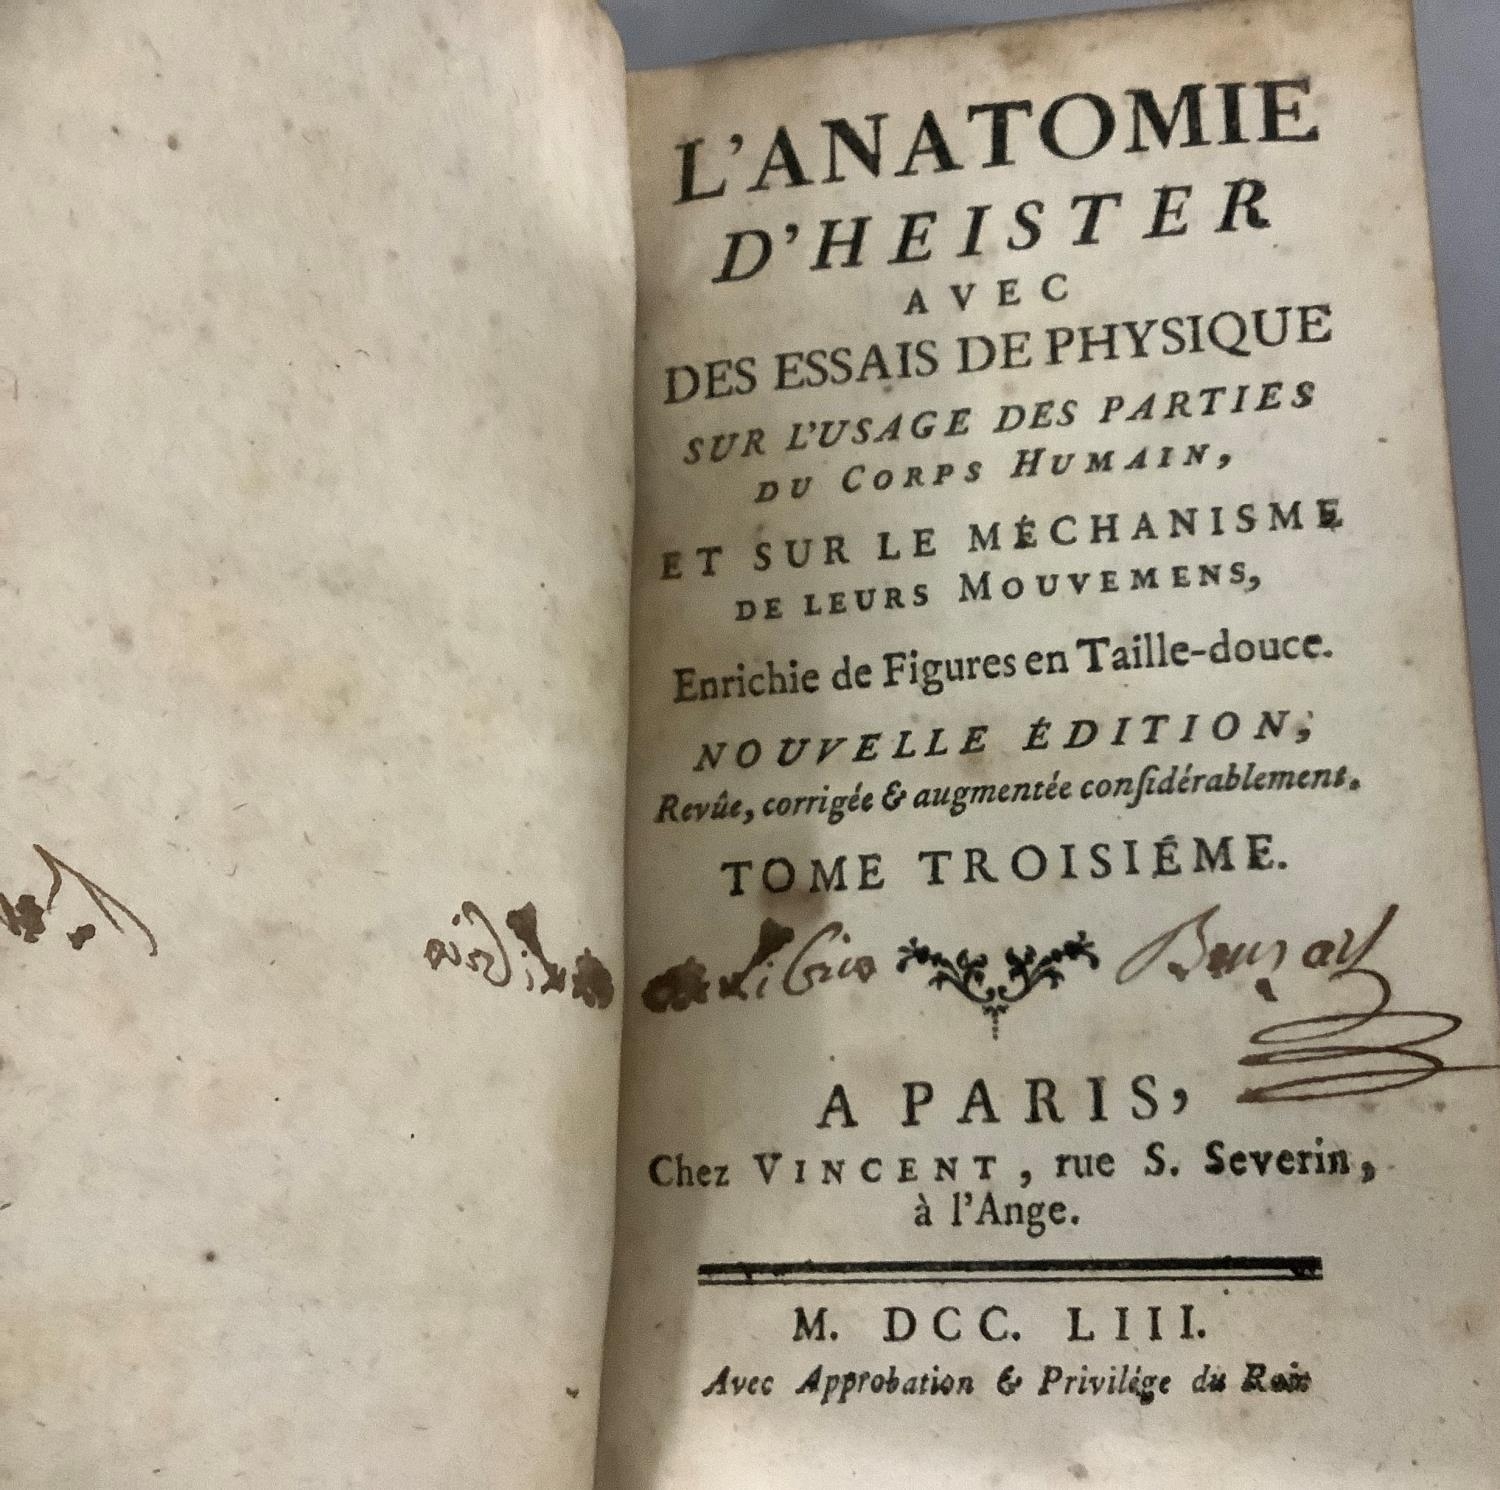 L'ANATOMIE
D'HEISTER
AVEC
DES ESSAIS DE PHYSIQUE
SUR L'USAGE DES PARTIES
DU CORPS HUMAIN,
ET SUR LE MÉCHANISME
DE LEURS MOUVEMENS,
Enrichie de Figures en Taille-douce.
NOUVELLE ÉDITION,
Revûe, corrigée & augmentée conſidérablement.
TOME TROISIÉME.
A PARIS,
Chez VINCENT, rue S. Severin,
à l'Ange.
M. DCC. LIII.
Avec Approbation & Privilége du Roi